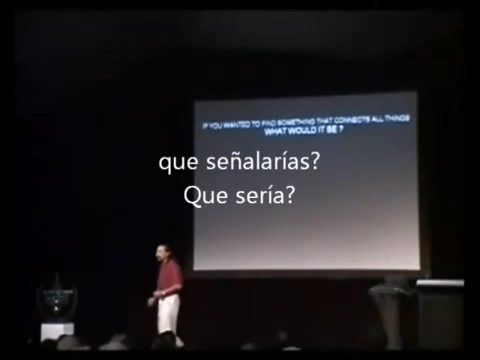 IF YOU WANTED TO FIND SOMETHING THAT CONNECTS ALL THINGS
WHAT WOULD IT BE ?
que señalarías?
Que sería?